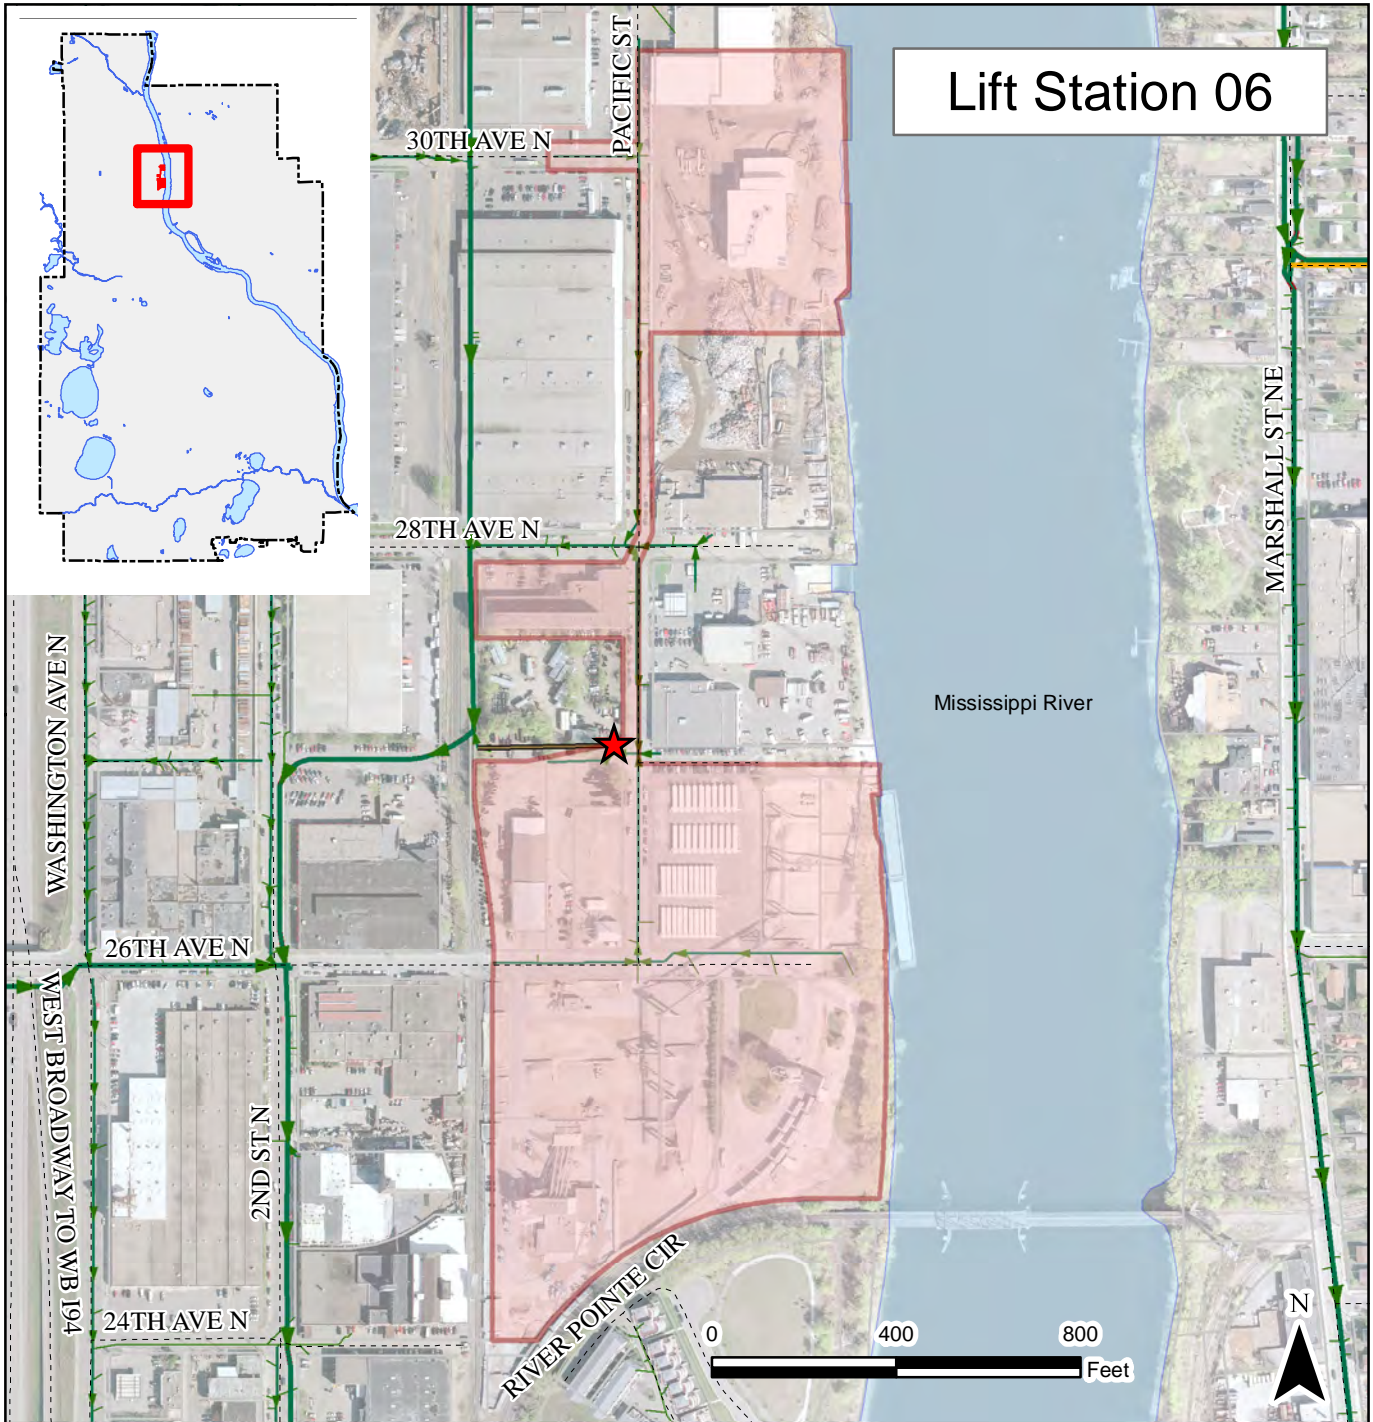 Lift Station 06
PACIFIC ST
30TH AVE N
28TH AVE N
MARSHALL ST NE
WASHINGTON AVE N
Mississippi River
26TH AVE N
WEST BROADWAY TO WB I94
2ND ST N
24TH AVE N
RIVER POINTE CIR
0 400 800
Feet
N